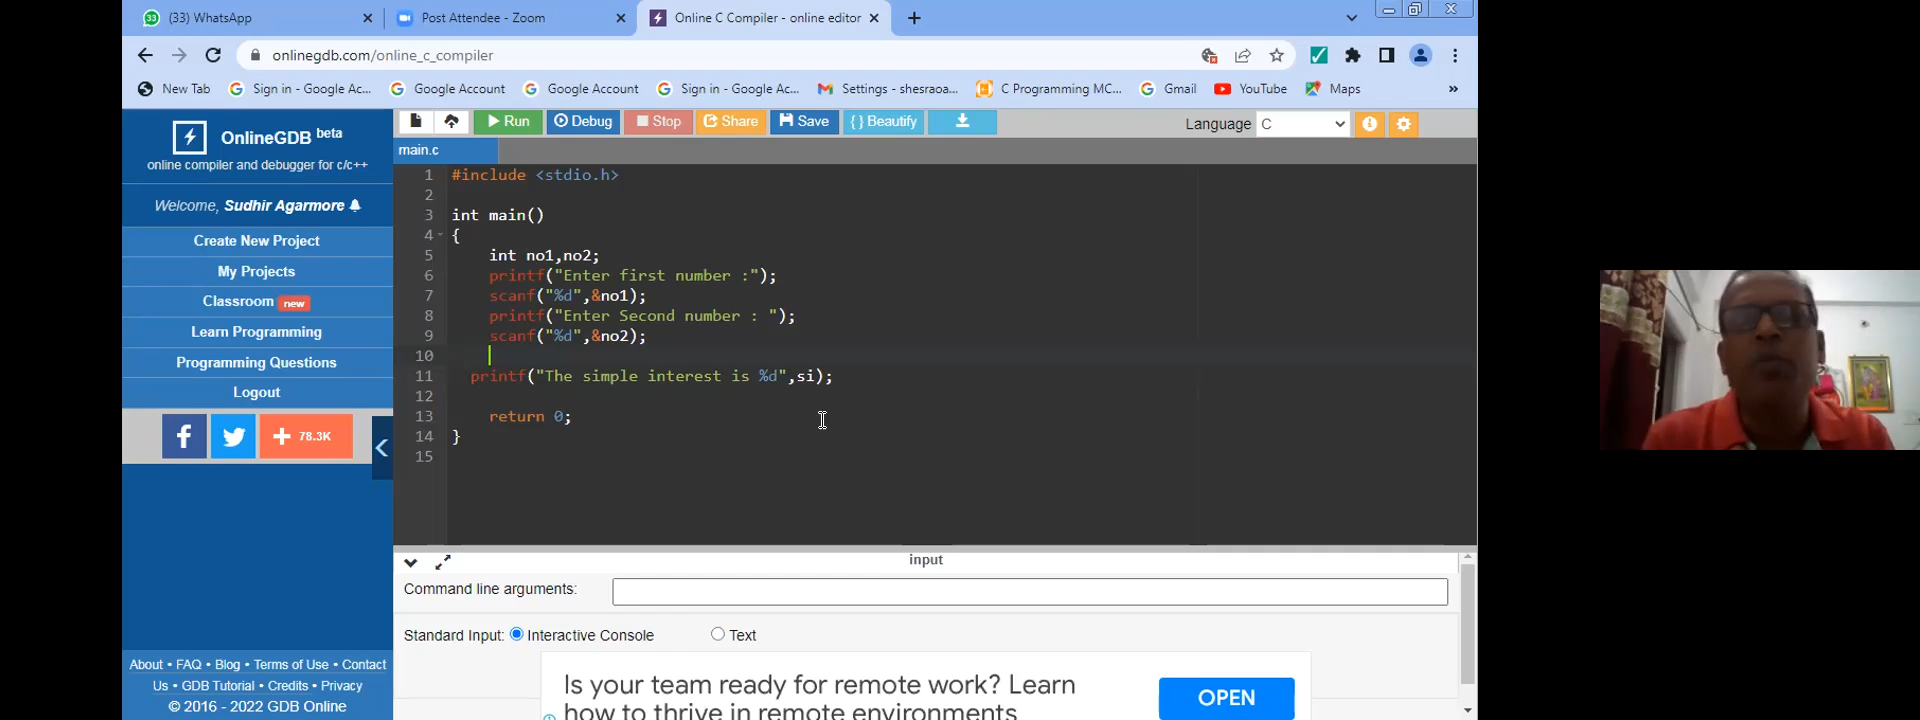 (33) WhatsApp
Post Attendee - Zoom
Online C Compiler - online editor
onlinegdb.com/online_c_compiler
New Tab
Sign in - Google Ac...
Google Account
Google Account
Sign in - Google Ac...
Settings - shesraoa...
C Programming MC...
Gmail
YouTube
Maps
»
OnlineGDB beta
online compiler and debugger for c/c++
Welcome, Sudhir Agarmore
Create New Project
My Projects
Classroom new
Learn Programming
Programming Questions
Logout
78.3K
About • FAQ • Blog • Terms of Use • Contact
Us • GDB Tutorial • Credits • Privacy
© 2016 - 2022 GDB Online
Run
Debug
Stop
Share
Save
{ } Beautify
Language C
main.c
1 #include <stdio.h>
2
3 int main()
4 {
5 int no1,no2;
6 printf("Enter first number :");
7 scanf("%d",&no1);
8 printf("Enter Second number : ");
9 scanf("%d",&no2);
10
11 printf("The simple interest is %d",si);
12
13 return 0;
14 }
15
input
Command line arguments:
Standard Input: Interactive Console Text
Is your team ready for remote work? Learn
how to thrive in remote environments
OPEN